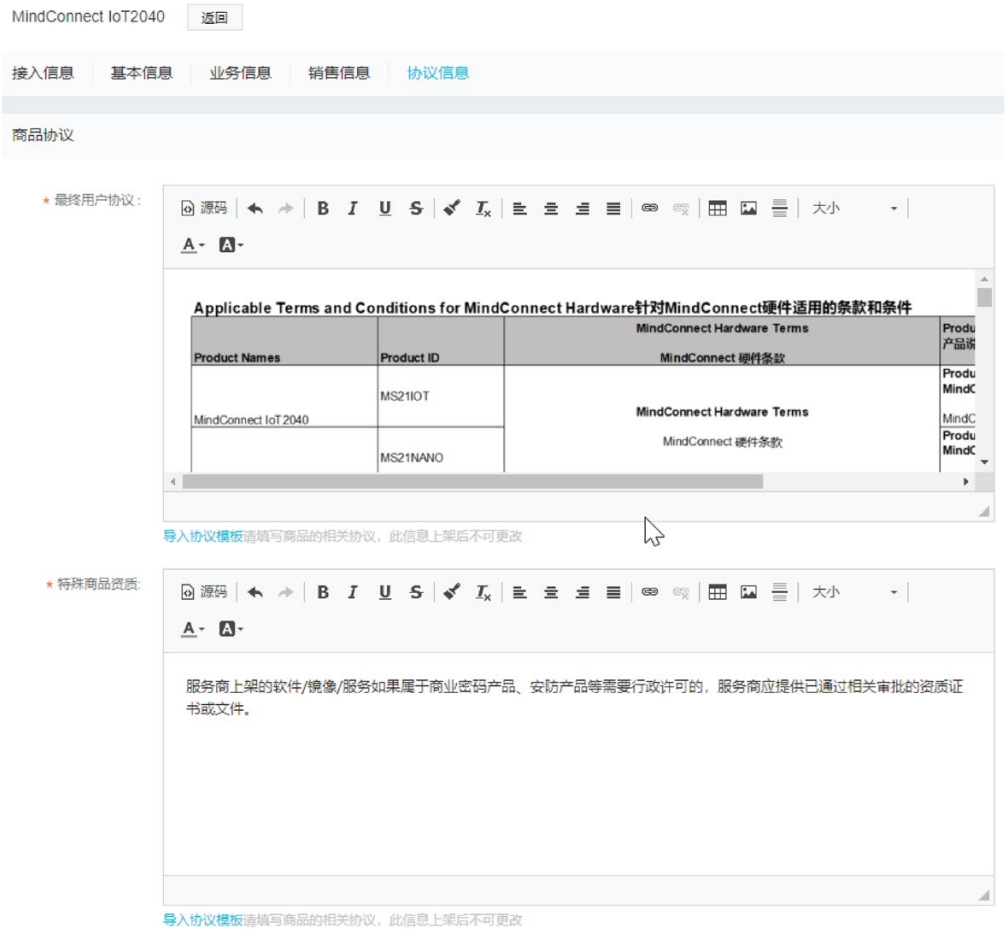 MindConnect IoT2040 返回
接入信息 基本信息 业务信息 销售信息 协议信息
商品协议
* 最终用户协议：
源码 B I U S Ix 大小
A A
Applicable Terms and Conditions for MindConnect Hardware针对MindConnect硬件适用的条款和条件
MindConnect Hardware Terms Produ
产品说
Product Names Product ID MindConnect 硬件条款
Produ
MS21IOT MindC
MindConnect Hardware Terms
MindConnect IoT2040 MindC
MindConnect 硬件条款 Produ
MS21NANO MindC
导入协议模板请填写商品的相关协议，此信息上架后不可更改
* 特殊商品资质:
源码 B I U S Ix 大小
A A
服务商上架的软件/镜像/服务如果属于商业密码产品、安防产品等需要行政许可的，服务商应提供已通过相关审批的资质证
书或文件。
导入协议模板请填写商品的相关协议，此信息上架后不可更改